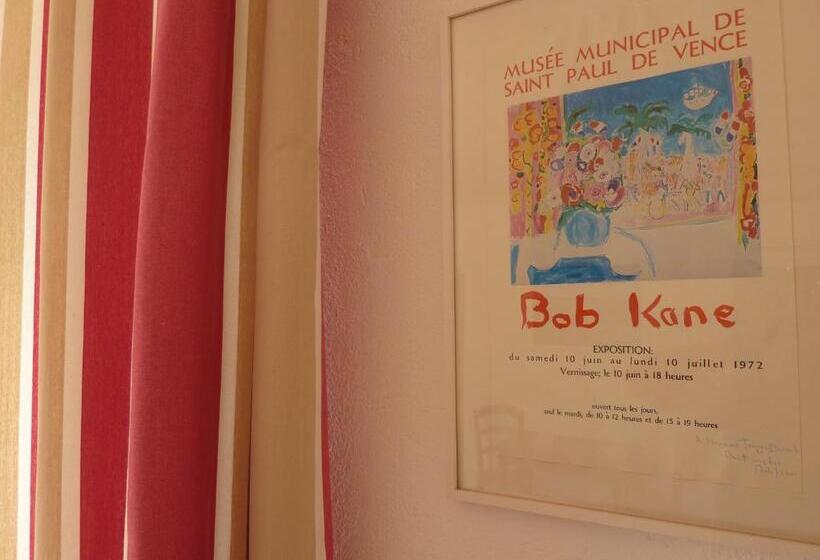 MUSÉE MUNICIPAL DE
SAINT PAUL DE VENCE
Bob Kane
EXPOSITION:
du samedi 10 juin au lundi 10 juillet 1972
Vernissage; le 10 juin à 18 heures
ouvert tous les jours,
sauf le mardi, de 10 à 12 heures et de 15 à 19 heures